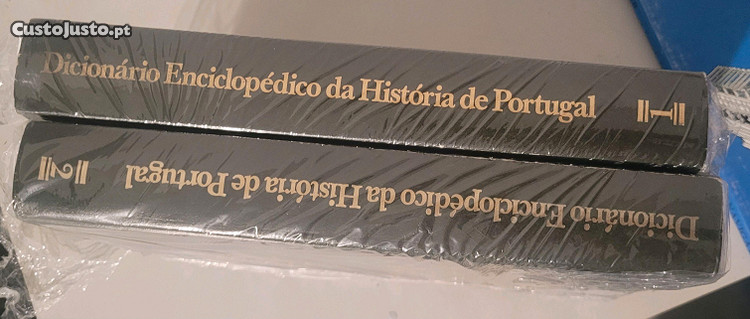 CustoJusto.pt
Dicionário Enciclopédico da História de Portugal 1
Dicionário Enciclopédico da História de Portugal 2